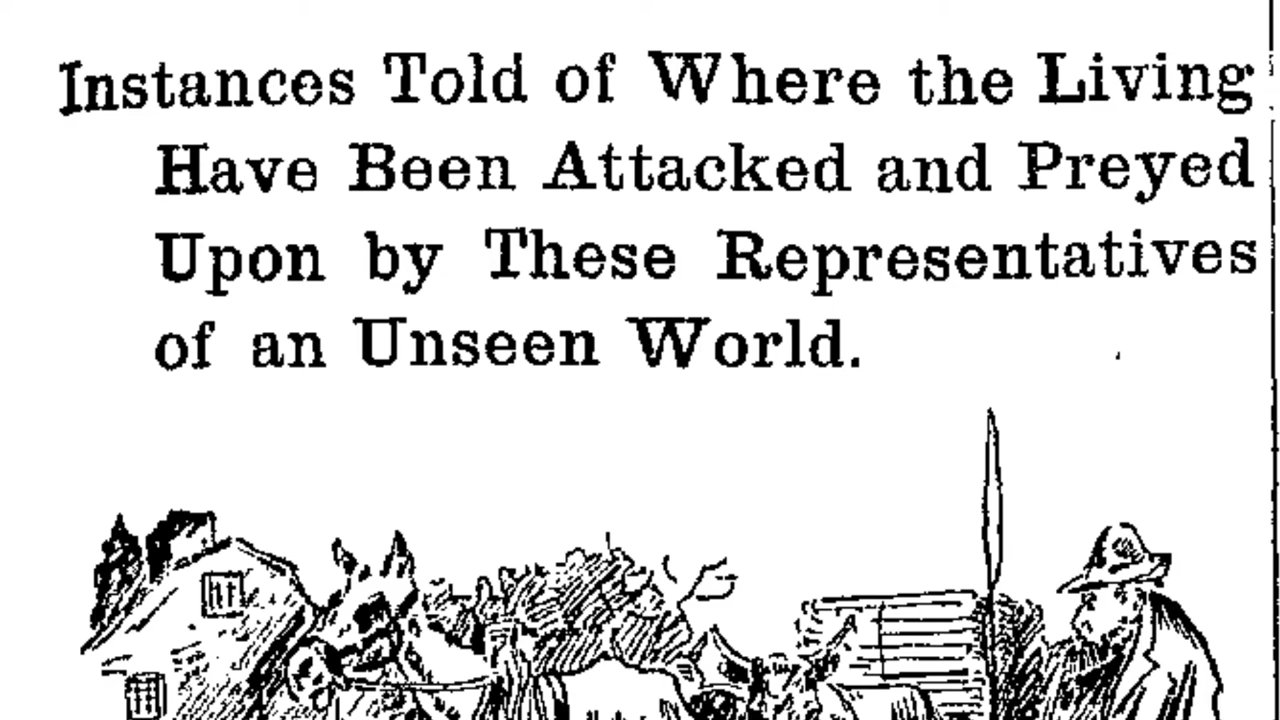 Instances Told of Where the Living
Have Been Attacked and Preyed
Upon by These Representatives
of an Unseen World.